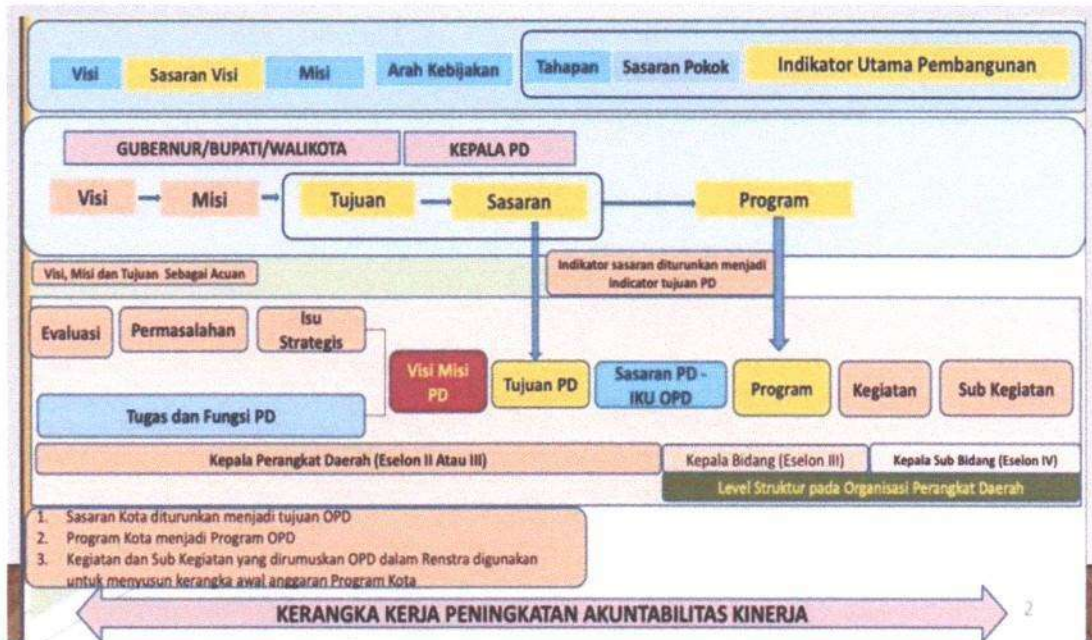 Visi
Sasaran Visi
Misi
Arah Kebijakan
Tahapan
Sasaran Pokok
Indikator Utama Pembangunan
GUBERNUR/BUPATI/WALIKOTA
KEPALA PD
Visi
Misi
Tujuan
Sasaran
Program
Visi, Misi dan Tujuan Sebagai Acuan
Indikator sasaran diturunkan menjadi
indicator tujuan PD
Evaluasi
Permasalahan
Isu
Strategis
Visi Misi
PD
Tujuan PD
Sasaran PD -
IKU OPD
Program
Kegiatan
Sub Kegiatan
Tugas dan Fungsi PD
Kepala Perangkat Daerah (Eselon II Atau III)
Kepala Bidang (Eselon III)
Kepala Sub Bidang (Eselon IV)
Level Struktur pada Organisasi Perangkat Daerah
1. Sasaran Kota diturunkan menjadi tujuan OPD
2. Program Kota menjadi Program OPD
3. Kegiatan dan Sub Kegiatan yang dirumuskan OPD dalam Renstra digunakan
untuk menyusun kerangka awal anggaran Program Kota
KERANGKA KERJA PENINGKATAN AKUNTABILITAS KINERJA
2